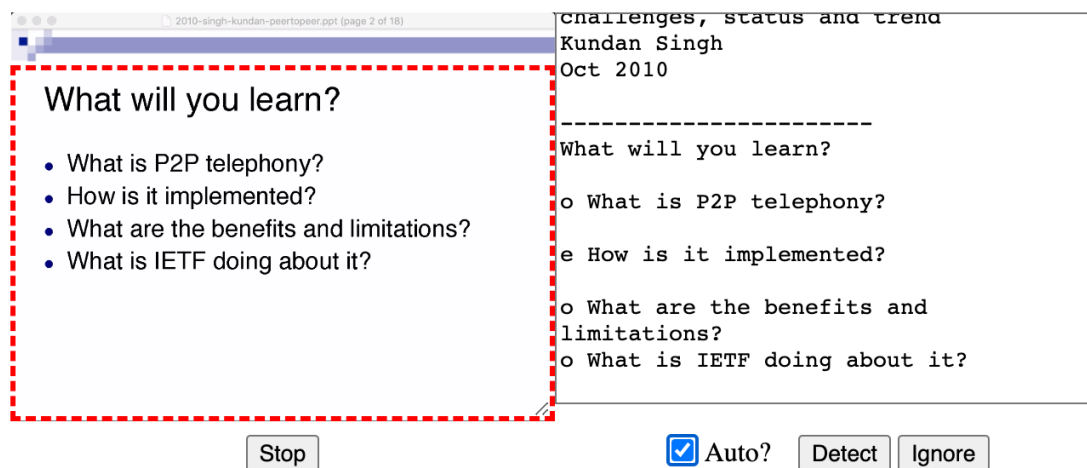 2010-singh-kundan-peertopeer.ppt (page 2 of 18)
What will you learn?
• What is P2P telephony?
• How is it implemented?
• What are the benefits and limitations?
• What is IETF doing about it?
Stop
challenges, status and trend
Kundan Singh
Oct 2010
-----------------------
What will you learn?
o What is P2P telephony?
e How is it implemented?
o What are the benefits and
limitations?
o What is IETF doing about it?
Auto?
Detect
Ignore